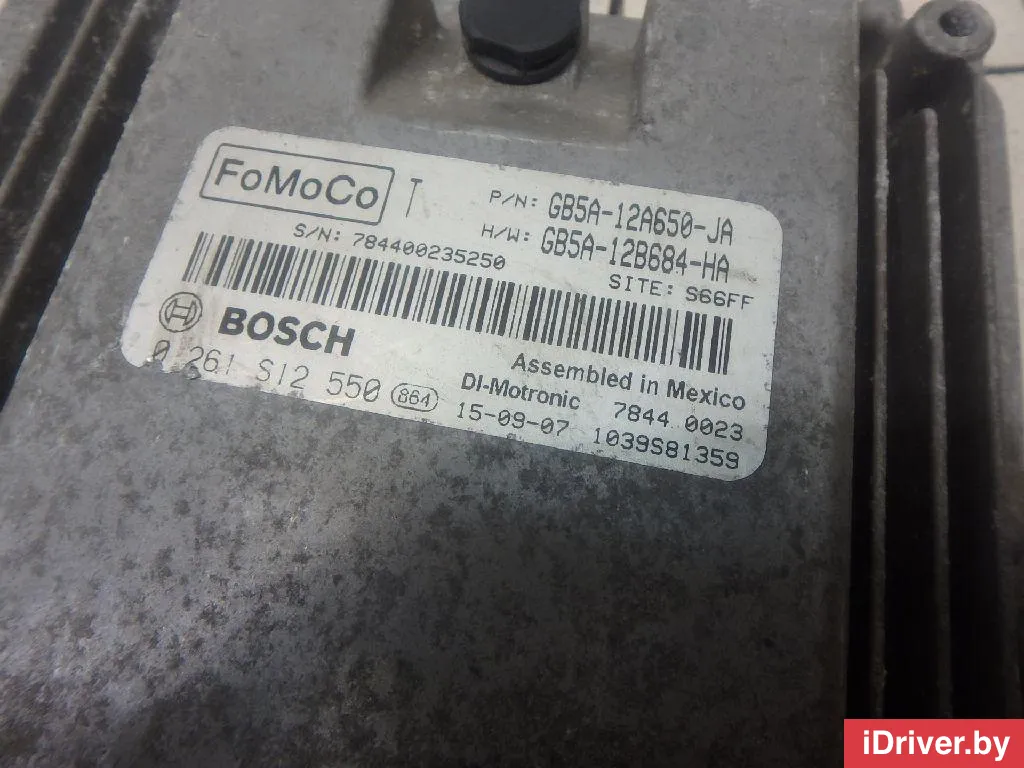 FoMoCo T
P/N: GB5A-12A650-JA
H/W: GB5A-12B684-HA
S/N: 784400235250
SITE: S66FF
BOSCH
0 261 S12 550 864
Assembled in Mexico
DI-Motronic 7844 0023
15-09-07 1039S81359
iDriver.by